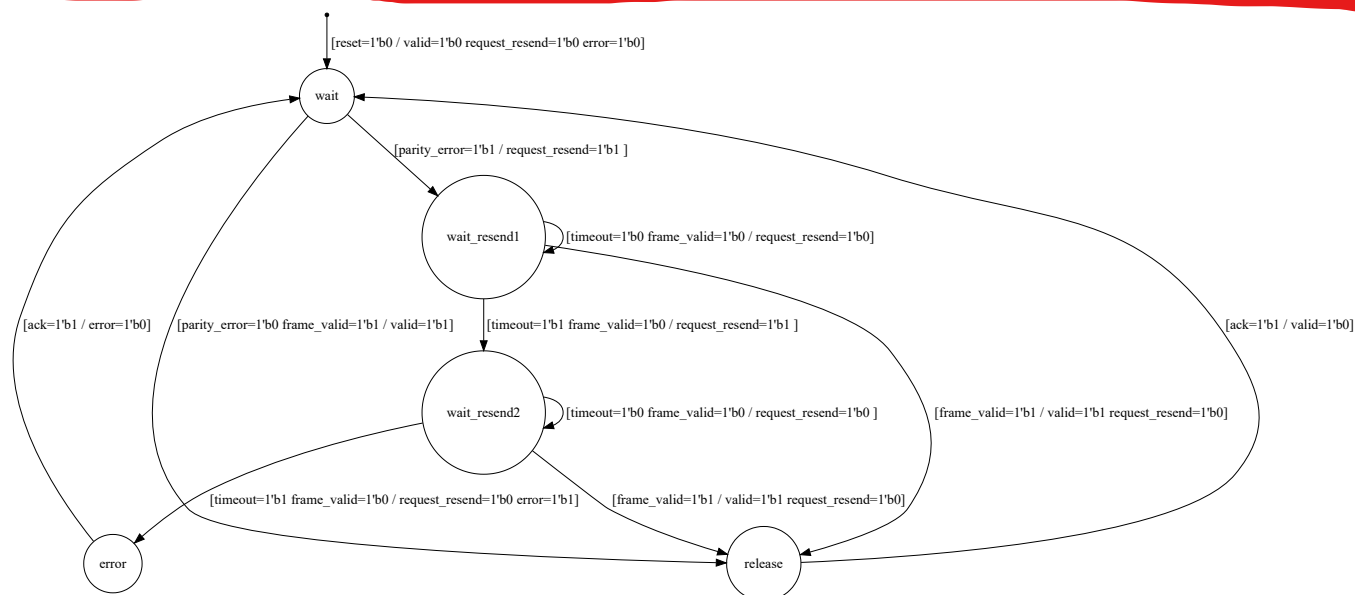 [reset=1'b0 / valid=1'b0 request_resend=1'b0 error=1'b0]
wait
[parity_error=1'b1 / request_resend=1'b1 ]
wait_resend1
[timeout=1'b0 frame_valid=1'b0 / request_resend=1'b0]
[ack=1'b1 / error=1'b0]
[parity_error=1'b0 frame_valid=1'b1 / valid=1'b1]
[timeout=1'b1 frame_valid=1'b0 / request_resend=1'b1 ]
[ack=1'b1 / valid=1'b0]
wait_resend2
[timeout=1'b0 frame_valid=1'b0 / request_resend=1'b0 ]
[frame_valid=1'b1 / valid=1'b1 request_resend=1'b0]
[timeout=1'b1 frame_valid=1'b0 / request_resend=1'b0 error=1'b1]
[frame_valid=1'b1 / valid=1'b1 request_resend=1'b0]
error
release